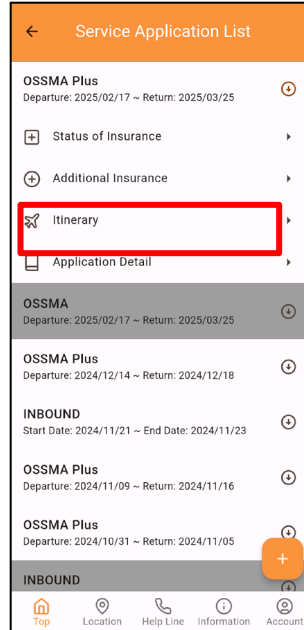 Service Application List
OSSMA Plus
Departure: 2025/02/17 ~ Return: 2025/03/25
Status of Insurance
Additional Insurance
Itinerary
Application Detail
OSSMA
Departure: 2025/02/17 ~ Return: 2025/03/25
OSSMA Plus
Departure: 2024/12/14 ~ Return: 2024/12/18
INBOUND
Start Date: 2024/11/21 ~ End Date: 2024/11/23
OSSMA Plus
Departure: 2024/11/09 ~ Return: 2024/11/16
OSSMA Plus
Departure: 2024/10/31 ~ Return: 2024/11/05
INBOUND
Top Location Help Line Information Account